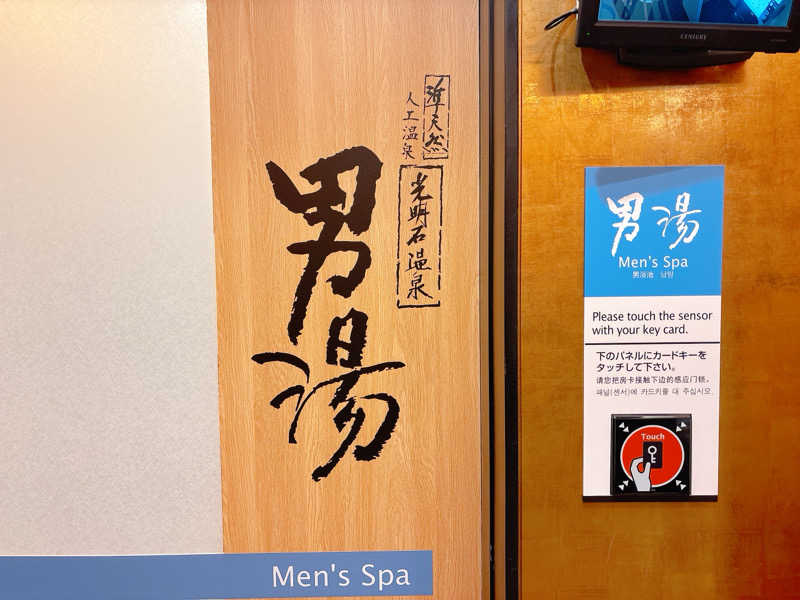 準天然
人工温泉
光明石温泉
男湯
Men's Spa
CENTURY
男湯
Men's Spa
男浴池 남탕
Please touch the sensor
with your key card.
下のパネルにカードキーを
タッチして下さい。
请您把房卡接触下边的感应门锁。
패널(센서)에 카드키를 대 주십시오.
Touch